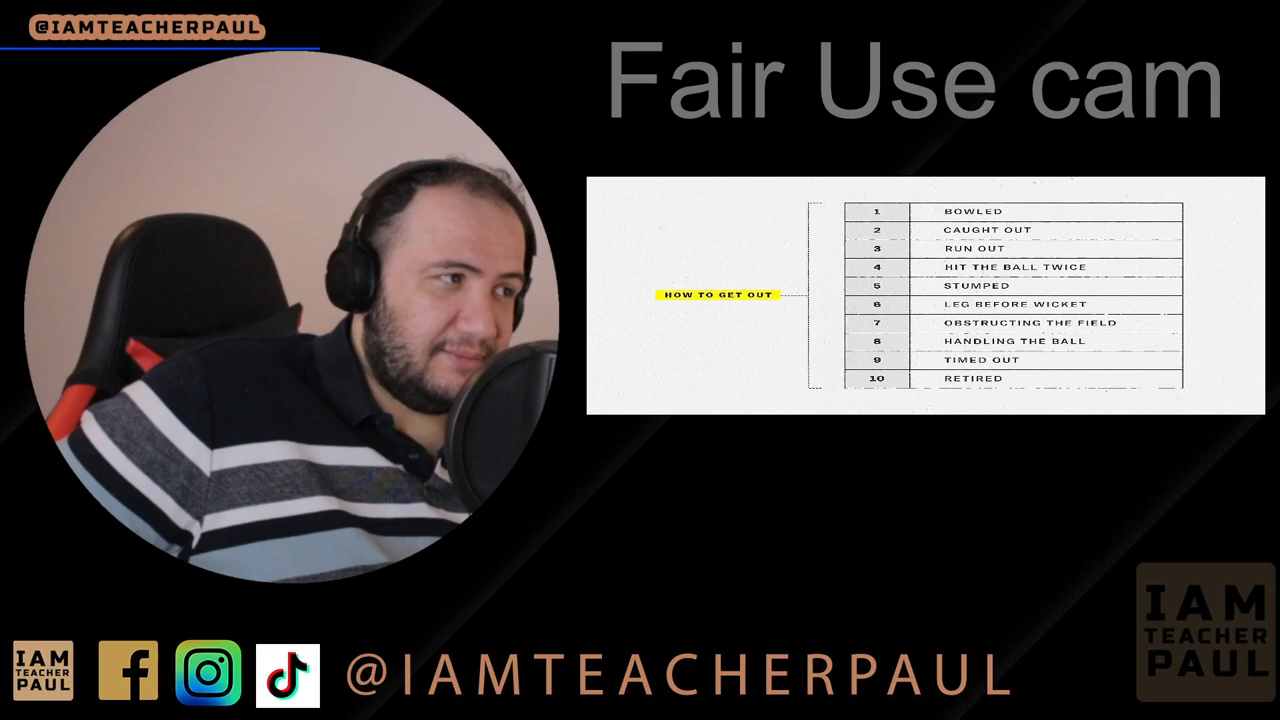 @IAMTEACHERPAUL
Fair Use cam
HOW TO GET OUT
1 BOWLED
2 CAUGHT OUT
3 RUN OUT
4 HIT THE BALL TWICE
5 STUMPED
6 LEG BEFORE WICKET
7 OBSTRUCTING THE FIELD
8 HANDLING THE BALL
9 TIMED OUT
10 RETIRED
IAM
TEACHER
PAUL
@IAMTEACHERPAUL
IAM
TEACHER
PAUL